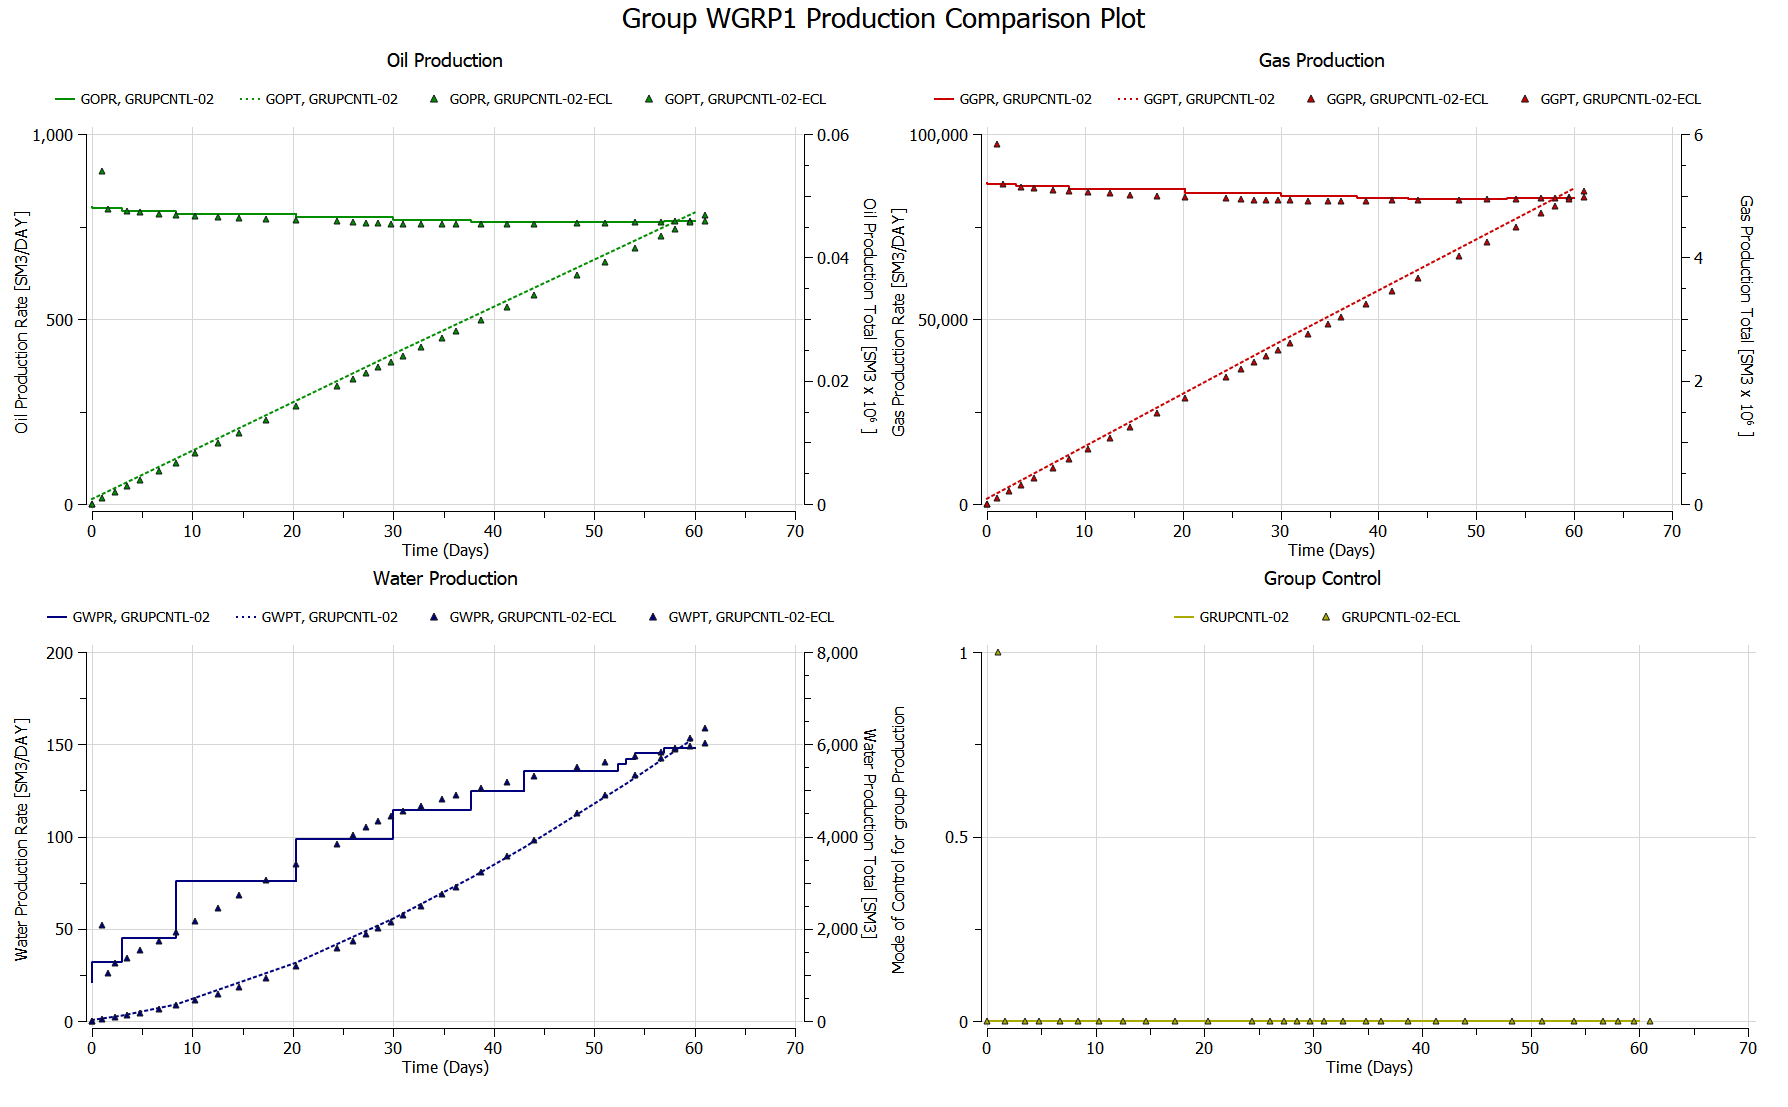 Group WGRP1 Production Comparison Plot
Oil Production
GOPR, GRUPCNTL-02 GOPT, GRUPCNTL-02 GOPR, GRUPCNTL-02-ECL GOPT, GRUPCNTL-02-ECL
1,000
500
0
Oil Production Rate [SM3/DAY]
0.06
0.04
0.02
0
Oil Production Total [SM3 x 10⁶ ]
0 10 20 30 40 50 60 70
Time (Days)
Gas Production
GGPR, GRUPCNTL-02 GGPT, GRUPCNTL-02 GGPR, GRUPCNTL-02-ECL GGPT, GRUPCNTL-02-ECL
100,000
50,000
0
Gas Production Rate [SM3/DAY]
6
4
2
0
Gas Production Total [SM3 x 10⁶ ]
0 10 20 30 40 50 60 70
Time (Days)
Water Production
GWPR, GRUPCNTL-02 GWPT, GRUPCNTL-02 GWPR, GRUPCNTL-02-ECL GWPT, GRUPCNTL-02-ECL
200
150
100
50
0
Water Production Rate [SM3/DAY]
8,000
6,000
4,000
2,000
0
Water Production Total [SM3]
0 10 20 30 40 50 60 70
Time (Days)
Group Control
GRUPCNTL-02 GRUPCNTL-02-ECL
1
0.5
0
Mode of Control for group Production
0 10 20 30 40 50 60 70
Time (Days)